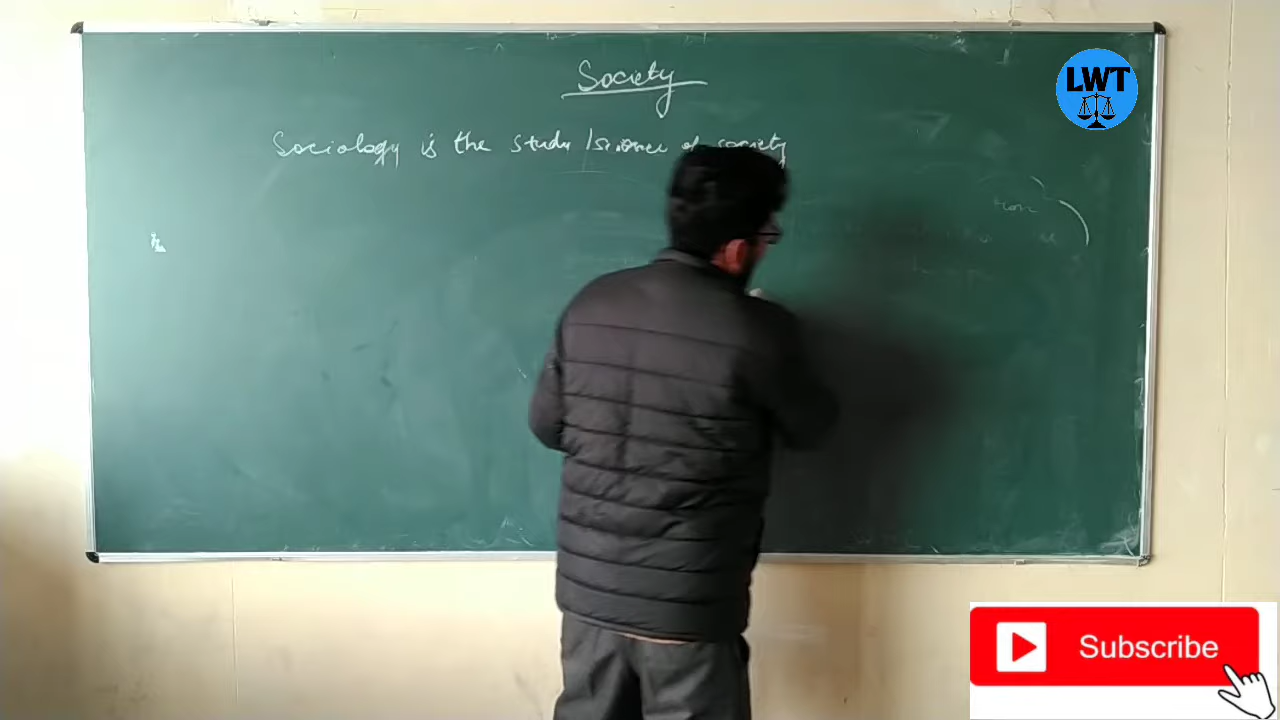 Society
LWT
Sociology is the study / science of society
Subscribe